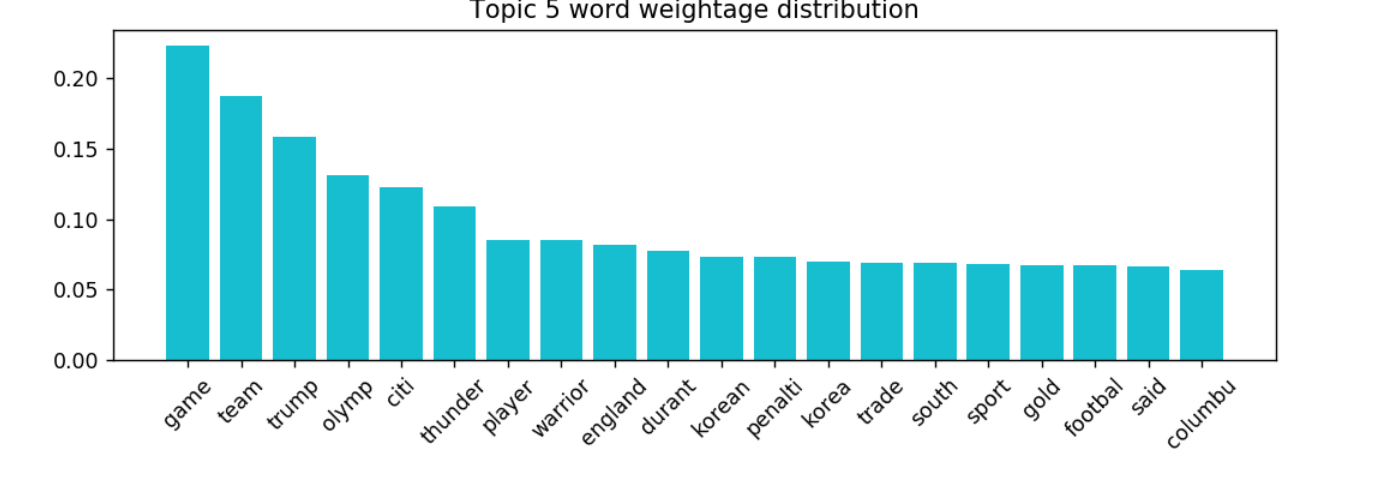 Topic 5 word weightage distribution
0.20
0.15
0.10
0.05
0.00
game team trump olymp citi thunder player warrior england durant korean penalti korea trade south sport gold footbal said columbu